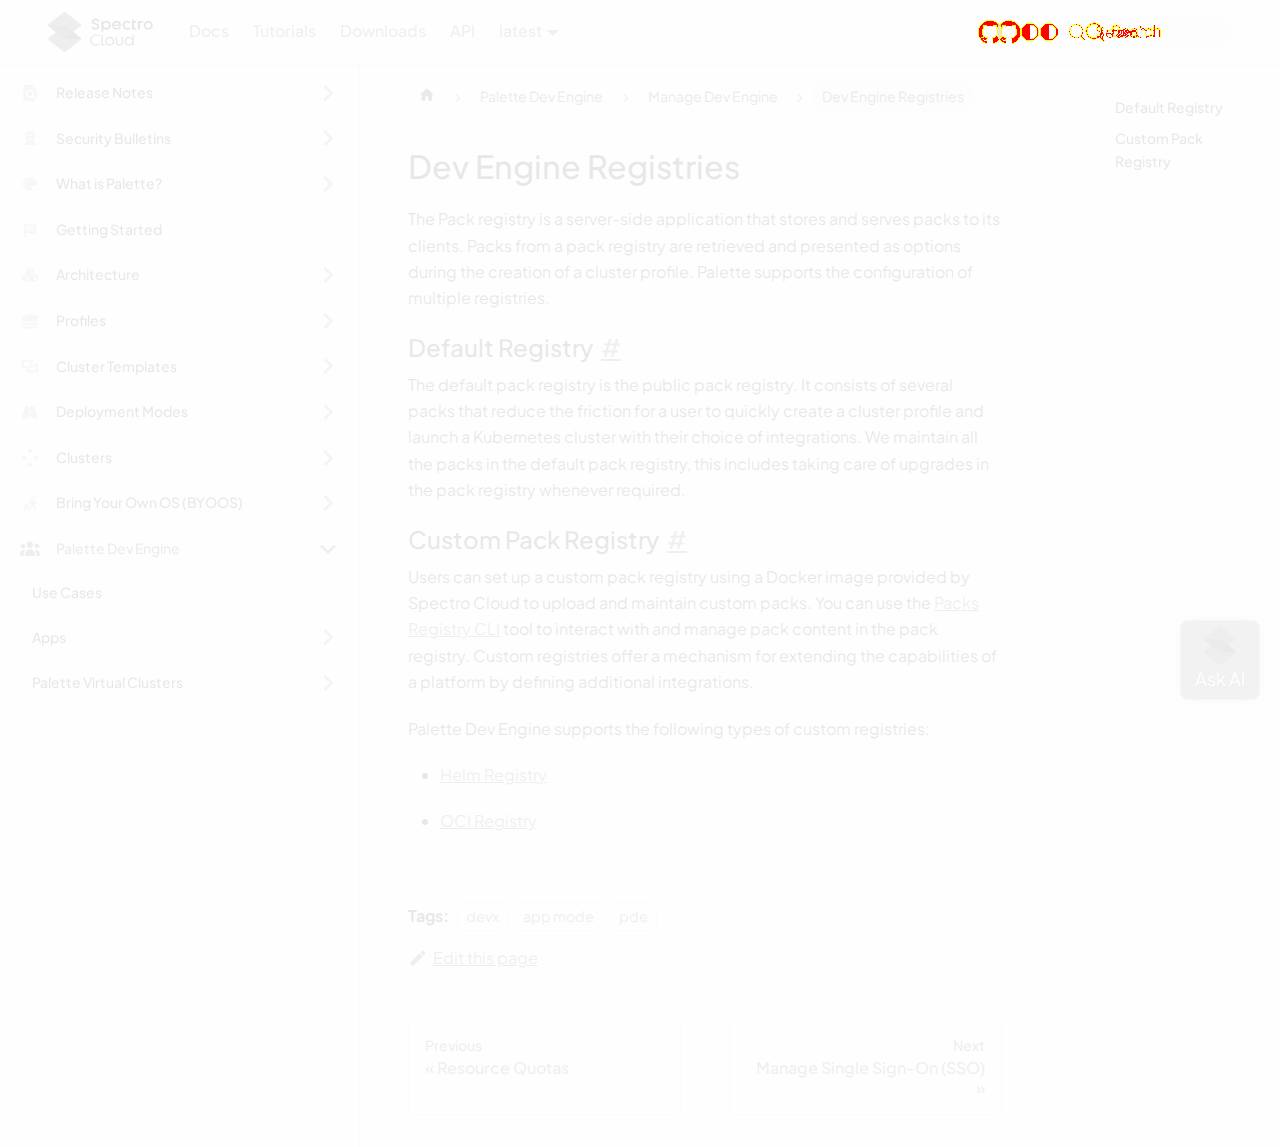 Spectro
Cloud
Docs
Tutorials
Downloads
API
latest
Release Notes
Security Bulletins
What is Palette?
Getting Started
Architecture
Profiles
Cluster Templates
Deployment Modes
Clusters
Bring Your Own OS (BYOOS)
Palette Dev Engine
Use Cases
Apps
Palette Virtual Clusters
Palette Dev Engine
Manage Dev Engine
Dev Engine Registries
Dev Engine Registries
The Pack registry is a server-side application that stores and serves packs to its
clients. Packs from a pack registry are retrieved and presented as options
during the creation of a cluster profile. Palette supports the configuration of
multiple registries.
Default Registry #
The default pack registry is the public pack registry. It consists of several
packs that reduce the friction for a user to quickly create a cluster profile and
launch a Kubernetes cluster with their choice of integrations. We maintain all
the packs in the default pack registry, this includes taking care of upgrades in
the pack registry whenever required.
Custom Pack Registry #
Users can set up a custom pack registry using a Docker image provided by
Spectro Cloud to upload and maintain custom packs. You can use the Packs
Registry CLI tool to interact with and manage pack content in the pack
registry. Custom registries offer a mechanism for extending the capabilities of
a platform by defining additional integrations.
Palette Dev Engine supports the following types of custom registries:
Helm Registry
OCI Registry
Tags: devx app mode pde
Edit this page
Previous
« Resource Quotas
Next
Manage Single Sign-On (SSO)
»
Default Registry
Custom Pack
Registry
Ask AI